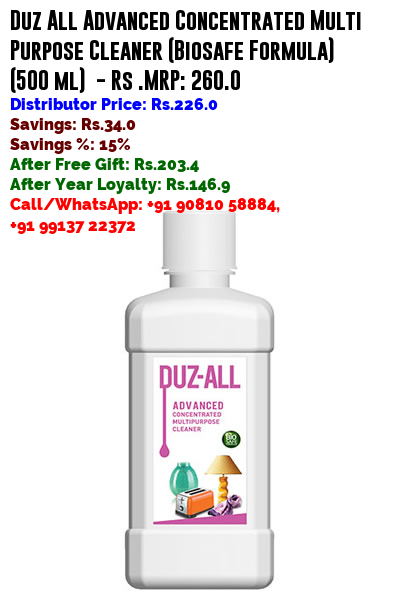 Duz All Advanced Concentrated Multi
Purpose Cleaner (Biosafe Formula)
(500 ml) - Rs .MRP: 260.0
Distributor Price: Rs.226.0
Savings: Rs.34.0
Savings %: 15%
After Free Gift: Rs.203.4
After Year Loyalty: Rs.146.9
Call/WhatsApp: +91 90810 58884,
+91 99137 22372
DUZ-ALL
ADVANCED
CONCENTRATED
MULTIPURPOSE
CLEANER
BIO
SAFE